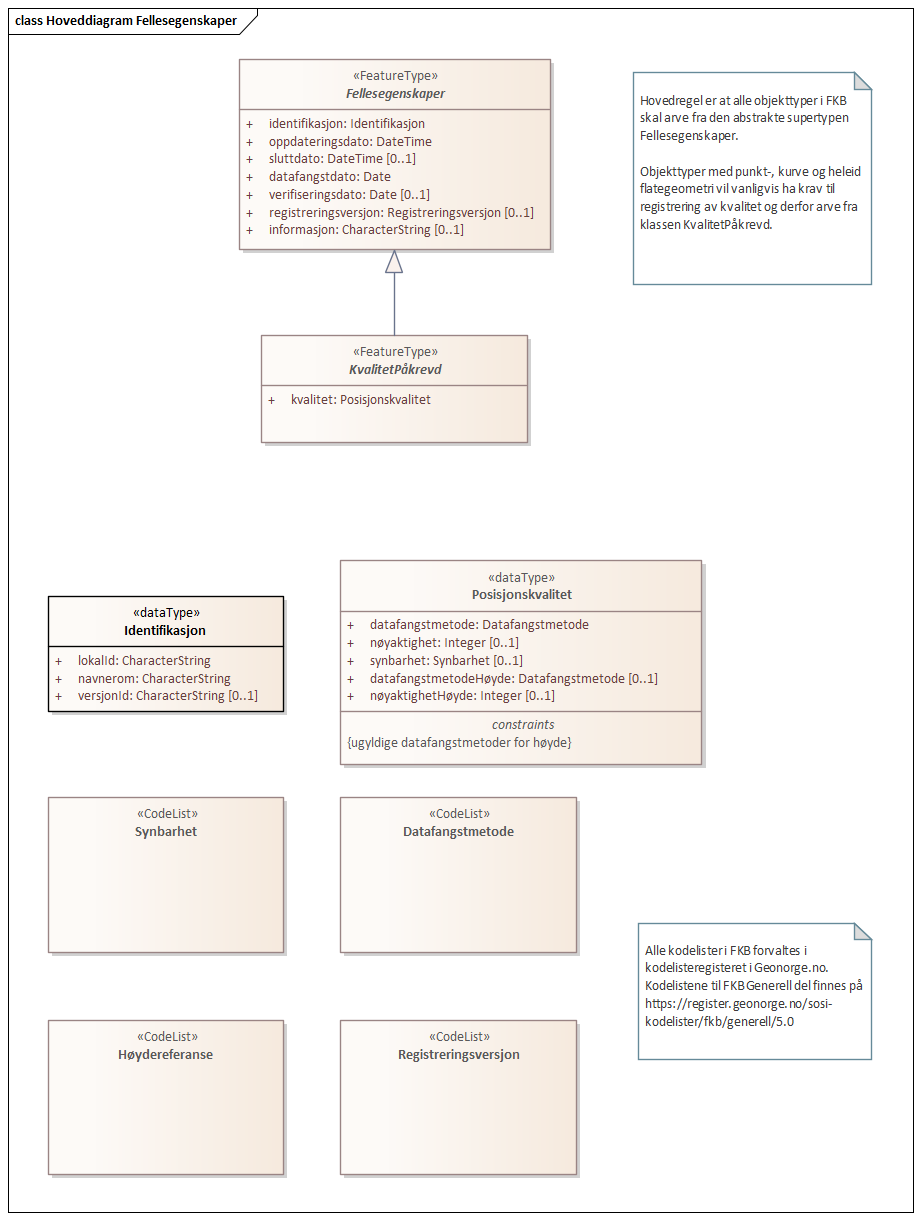 class Hoveddiagram Fellesegenskaper
«FeatureType»
Fellesegenskaper
+ identifikasjon: Identifikasjon
+ oppdateringsdato: DateTime
+ sluttdato: DateTime [0..1]
+ datafangstdato: Date
+ verifiseringsdato: Date [0..1]
+ registreringsversjon: Registreringsversjon [0..1]
+ informasjon: CharacterString [0..1]
Hovedregel er at alle objekttyper i FKB
skal arve fra den abstrakte supertypen
Fellesegenskaper.
Objekttyper med punkt-, kurve og heleid
flategeometri vil vanligvis ha krav til
registrering av kvalitet og derfor arve fra
klassen KvalitetPåkrevd.
«FeatureType»
KvalitetPåkrevd
+ kvalitet: Posisjonskvalitet
«dataType»
Identifikasjon
+ lokalId: CharacterString
+ navnerom: CharacterString
+ versjonId: CharacterString [0..1]
«dataType»
Posisjonskvalitet
+ datafangstmetode: Datafangstmetode
+ nøyaktighet: Integer [0..1]
+ synbarhet: Synbarhet [0..1]
+ datafangstmetodeHøyde: Datafangstmetode [0..1]
+ nøyaktighetHøyde: Integer [0..1]
constraints
{ugyldige datafangstmetoder for høyde}
«CodeList»
Synbarhet
«CodeList»
Datafangstmetode
Alle kodelister i FKB forvaltes i
kodelisteregisteret i Geonorge.no.
Kodelistene til FKB Generell del finnes på
https://register.geonorge.no/sosi-
kodelister/fkb/generell/5.0
«CodeList»
Høydereferanse
«CodeList»
Registreringsversjon